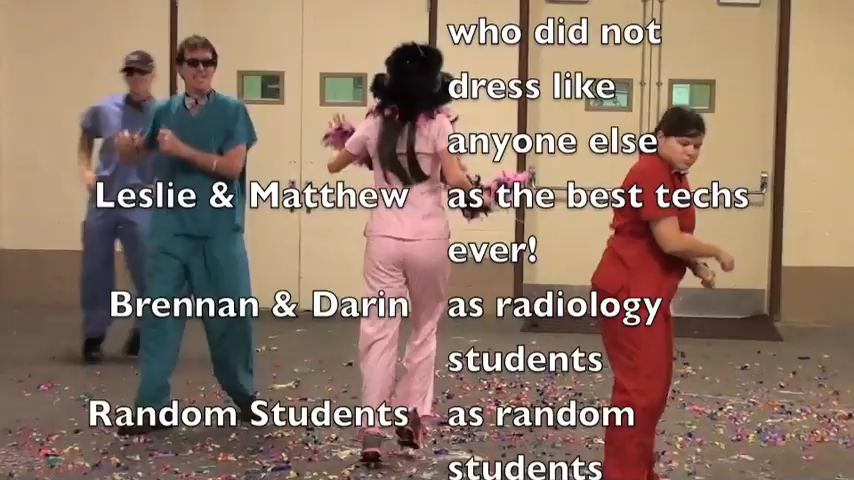 who did not
dress like
anyone else
Leslie & Matthew as the best techs
ever!
Brennan & Darin as radiology
students
Random Students as random
students